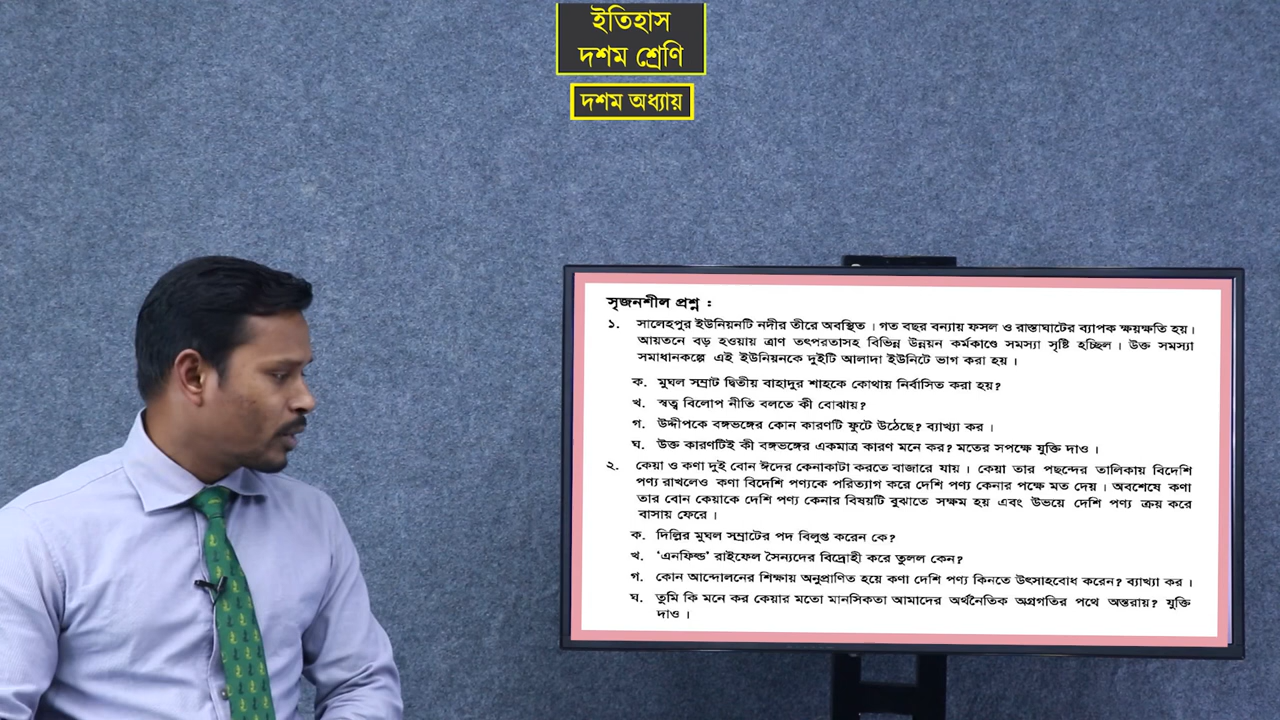 ইতিহাস
দশম শ্রেণি
দশম অধ্যায়
সৃজনশীল প্রশ্ন :
১. সালেহপুর ইউনিয়নটি নদীর তীরে অবস্থিত । গত বছর বন্যায় ফসল ও রাস্তাঘাটের ব্যাপক ক্ষয়ক্ষতি হয়।
আয়তনে বড় হওয়ায় ত্রাণ তৎপরতাসহ বিভিন্ন উন্নয়ন কর্মকাণ্ডে সমস্যা সৃষ্টি হচ্ছিল । উক্ত সমস্যা
সমাধানকল্পে এই ইউনিয়নকে দুইটি আলাদা ইউনিটে ভাগ করা হয় ।
ক. মুঘল সম্রাট দ্বিতীয় বাহাদুর শাহকে কোথায় নির্বাসিত করা হয়?
খ. স্বত্ব বিলোপ নীতি বলতে কী বোঝায়?
গ. উদ্দীপকে বঙ্গভঙ্গের কোন কারণটি ফুটে উঠেছে? ব্যাখ্যা কর ।
ঘ. উক্ত কারণটিই কী বঙ্গভঙ্গের একমাত্র কারণ মনে কর? মতের সপক্ষে যুক্তি দাও ।
২. কেয়া ও কণা দুই বোন ঈদের কেনাকাটা করতে বাজারে যায় । কেয়া তার পছন্দের তালিকায় বিদেশি
পণ্য রাখলেও কণা বিদেশি পণ্যকে পরিত্যাগ করে দেশি পণ্য কেনার পক্ষে মত দেয় । অবশেষে কণা
তার বোন কেয়াকে দেশি পণ্য কেনার বিষয়টি বুঝাতে সক্ষম হয় এবং উভয়ে দেশি পণ্য ক্রয় করে
বাসায় ফেরে ।
ক. দিল্লির মুঘল সম্রাটের পদ বিলুপ্ত করেন কে?
খ. ‘এনফিল্ড’ রাইফেল সৈন্যদের বিদ্রোহী করে তুলল কেন?
গ. কোন আন্দোলনের শিক্ষায় অনুপ্রাণিত হয়ে কণা দেশি পণ্য কিনতে উৎসাহবোধ করেন? ব্যাখ্যা কর ।
ঘ. তুমি কি মনে কর কেয়ার মতো মানসিকতা আমাদের অর্থনৈতিক অগ্রগতির পথে অন্তরায়? যুক্তি
দাও ।